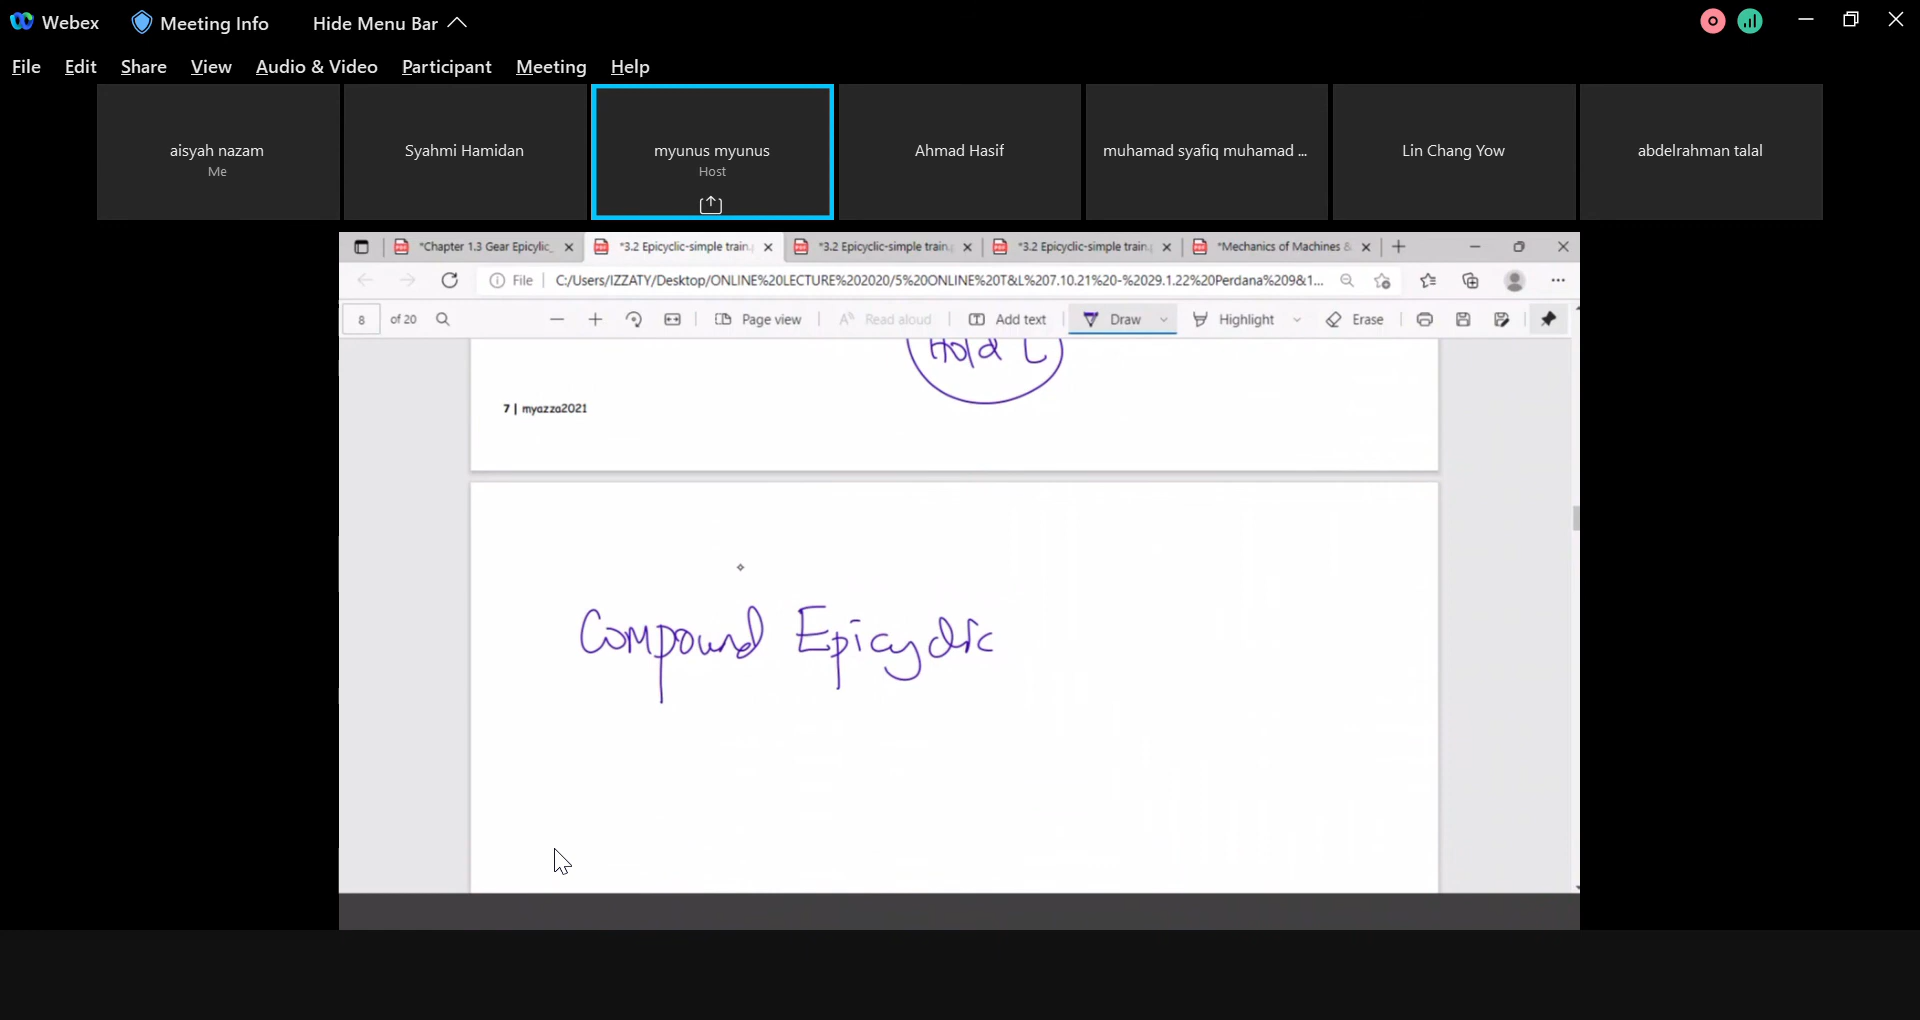 Webex Meeting Info Hide Menu Bar
File Edit Share View Audio & Video Participant Meeting Help
aisyah nazam
Me
Syahmi Hamidan
myunus myunus
Host
Ahmad Hasif
muhamad syafiq muhamad ...
Lin Chang Yow
abdelrahman talal
*Chapter 1.3 Gear Epicylic_ *3.2 Epicyclic-simple train. *3.2 Epicyclic-simple train. *3.2 Epicyclic-simple train. *Mechanics of Machines &
File C:/Users/IZZATY/Desktop/ONLINE%20LECTURE%202020/5%20ONLINE%20T&L%207.10.21%20-%2029.1.22%20Perdana%209&1...
8 of 20 Page view Read aloud Add text Draw Highlight Erase
Hold L
7 | myazza2021
Compound Epicyclic